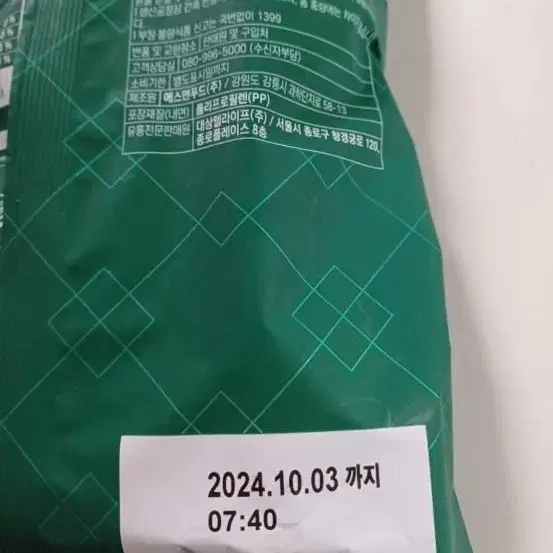 부정·불량식품 신고는 국번없이 1399
반품 및 교환장소 판매원 및 구입처
고객상담실 080-996-5000 (수신자부담)
소비기한 별도표시일까지
제조원 에스앤푸드(주) / 강원도 강릉시 과학단지로 58-13
포장재질(내면) 폴리프로필렌(PP)
유통전문판매원 대상웰라이프(주) / 서울시 종로구 창경궁로 120,
종로플레이스 8층
2024.10.03 까지
07:40